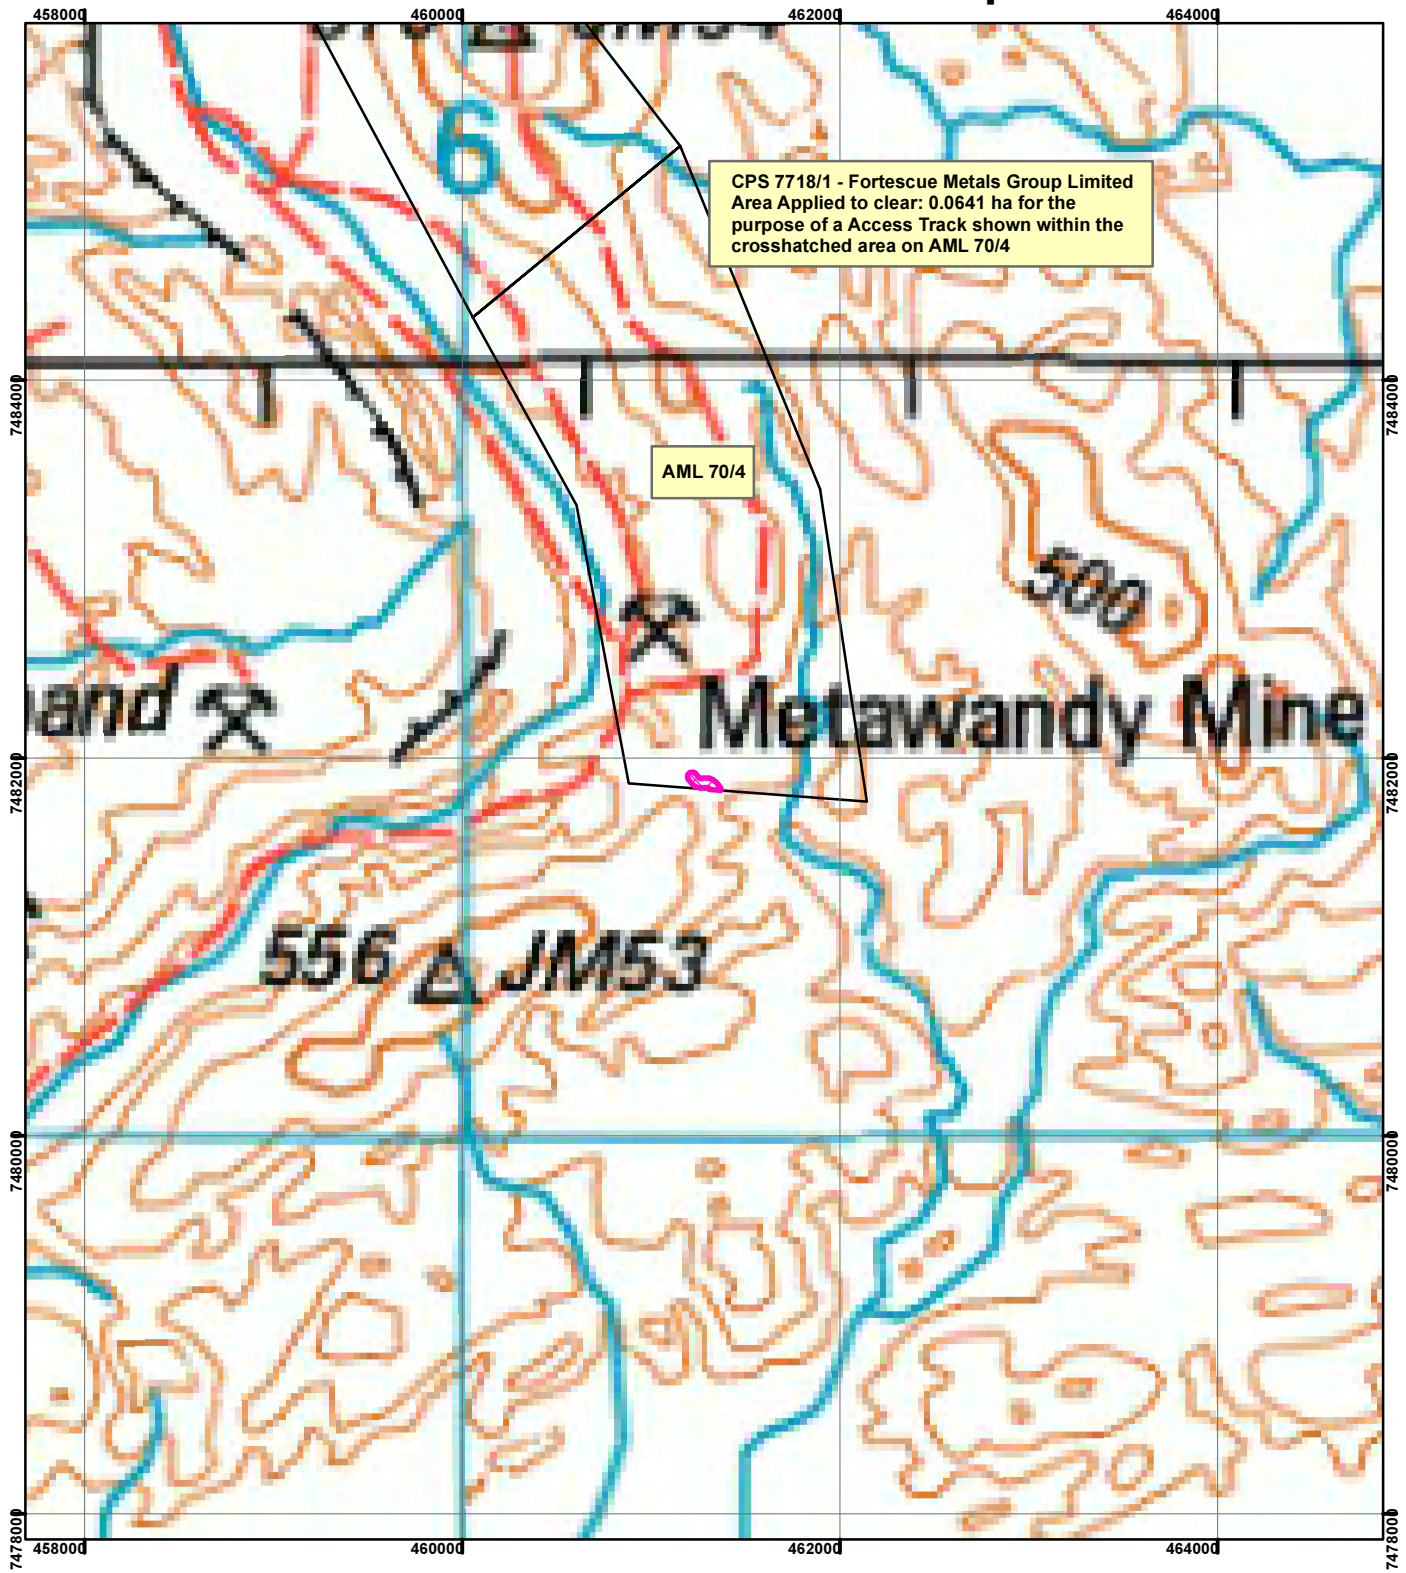 458000 460000 462000 464000
6
CPS 7718/1 - Fortescue Metals Group Limited
Area Applied to clear: 0.0641 ha for the
purpose of a Access Track shown within the
crosshatched area on AML 70/4
7484000 7484000
AML 70/4
500
and
Metawandy Mine
7482000 7482000
556 JM53
7480000 7480000
7478000 7478000
458000 460000 462000 464000